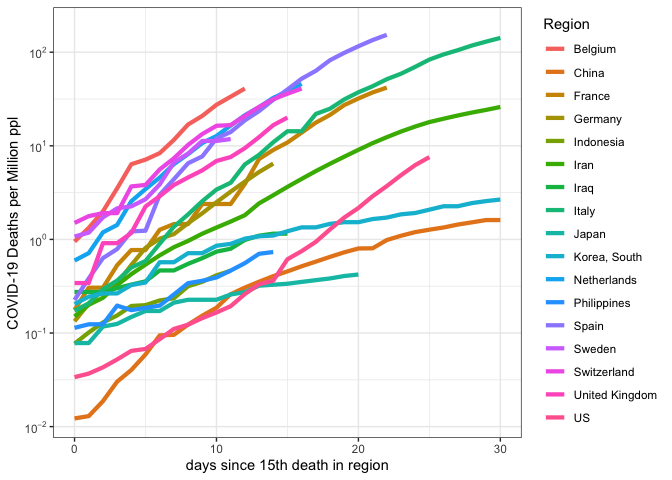 Region
Belgium
China
France
Germany
Indonesia
Iran
Iraq
Italy
Japan
Korea, South
Netherlands
Philippines
Spain
Sweden
Switzerland
United Kingdom
US
COVID-19 Deaths per Million ppl
10²
10¹
10⁰
10⁻¹
10⁻²
0 10 20 30
days since 15th death in region